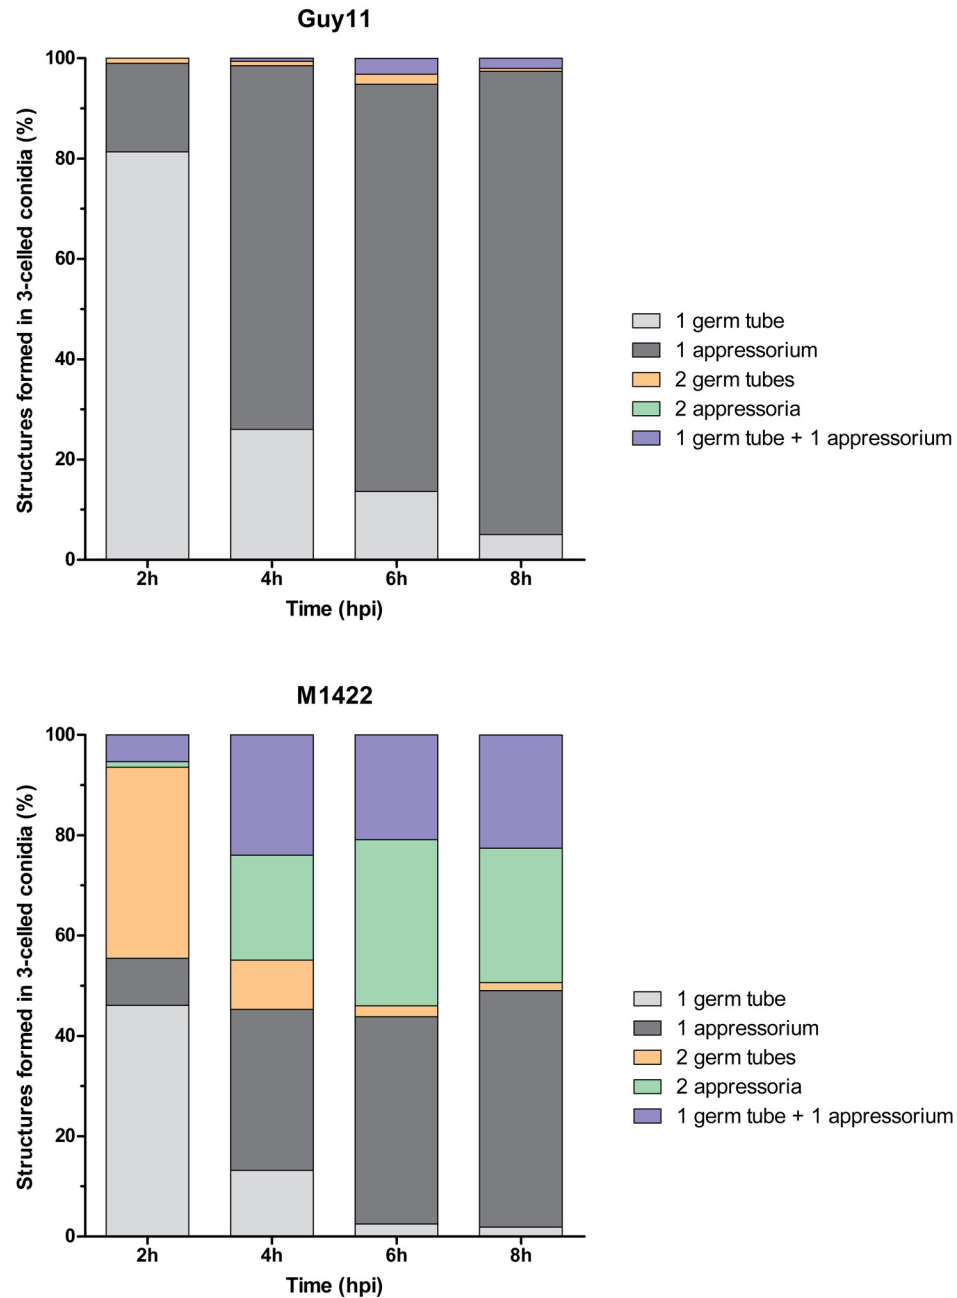 Guy11
Structures formed in 3-celled conidia (%)
100
80
60
40
20
0
2h 4h 6h 8h
Time (hpi)
1 germ tube
1 appressorium
2 germ tubes
2 appressoria
1 germ tube + 1 appressorium
M1422
Structures formed in 3-celled conidia (%)
100
80
60
40
20
0
2h 4h 6h 8h
Time (hpi)
1 germ tube
1 appressorium
2 germ tubes
2 appressoria
1 germ tube + 1 appressorium